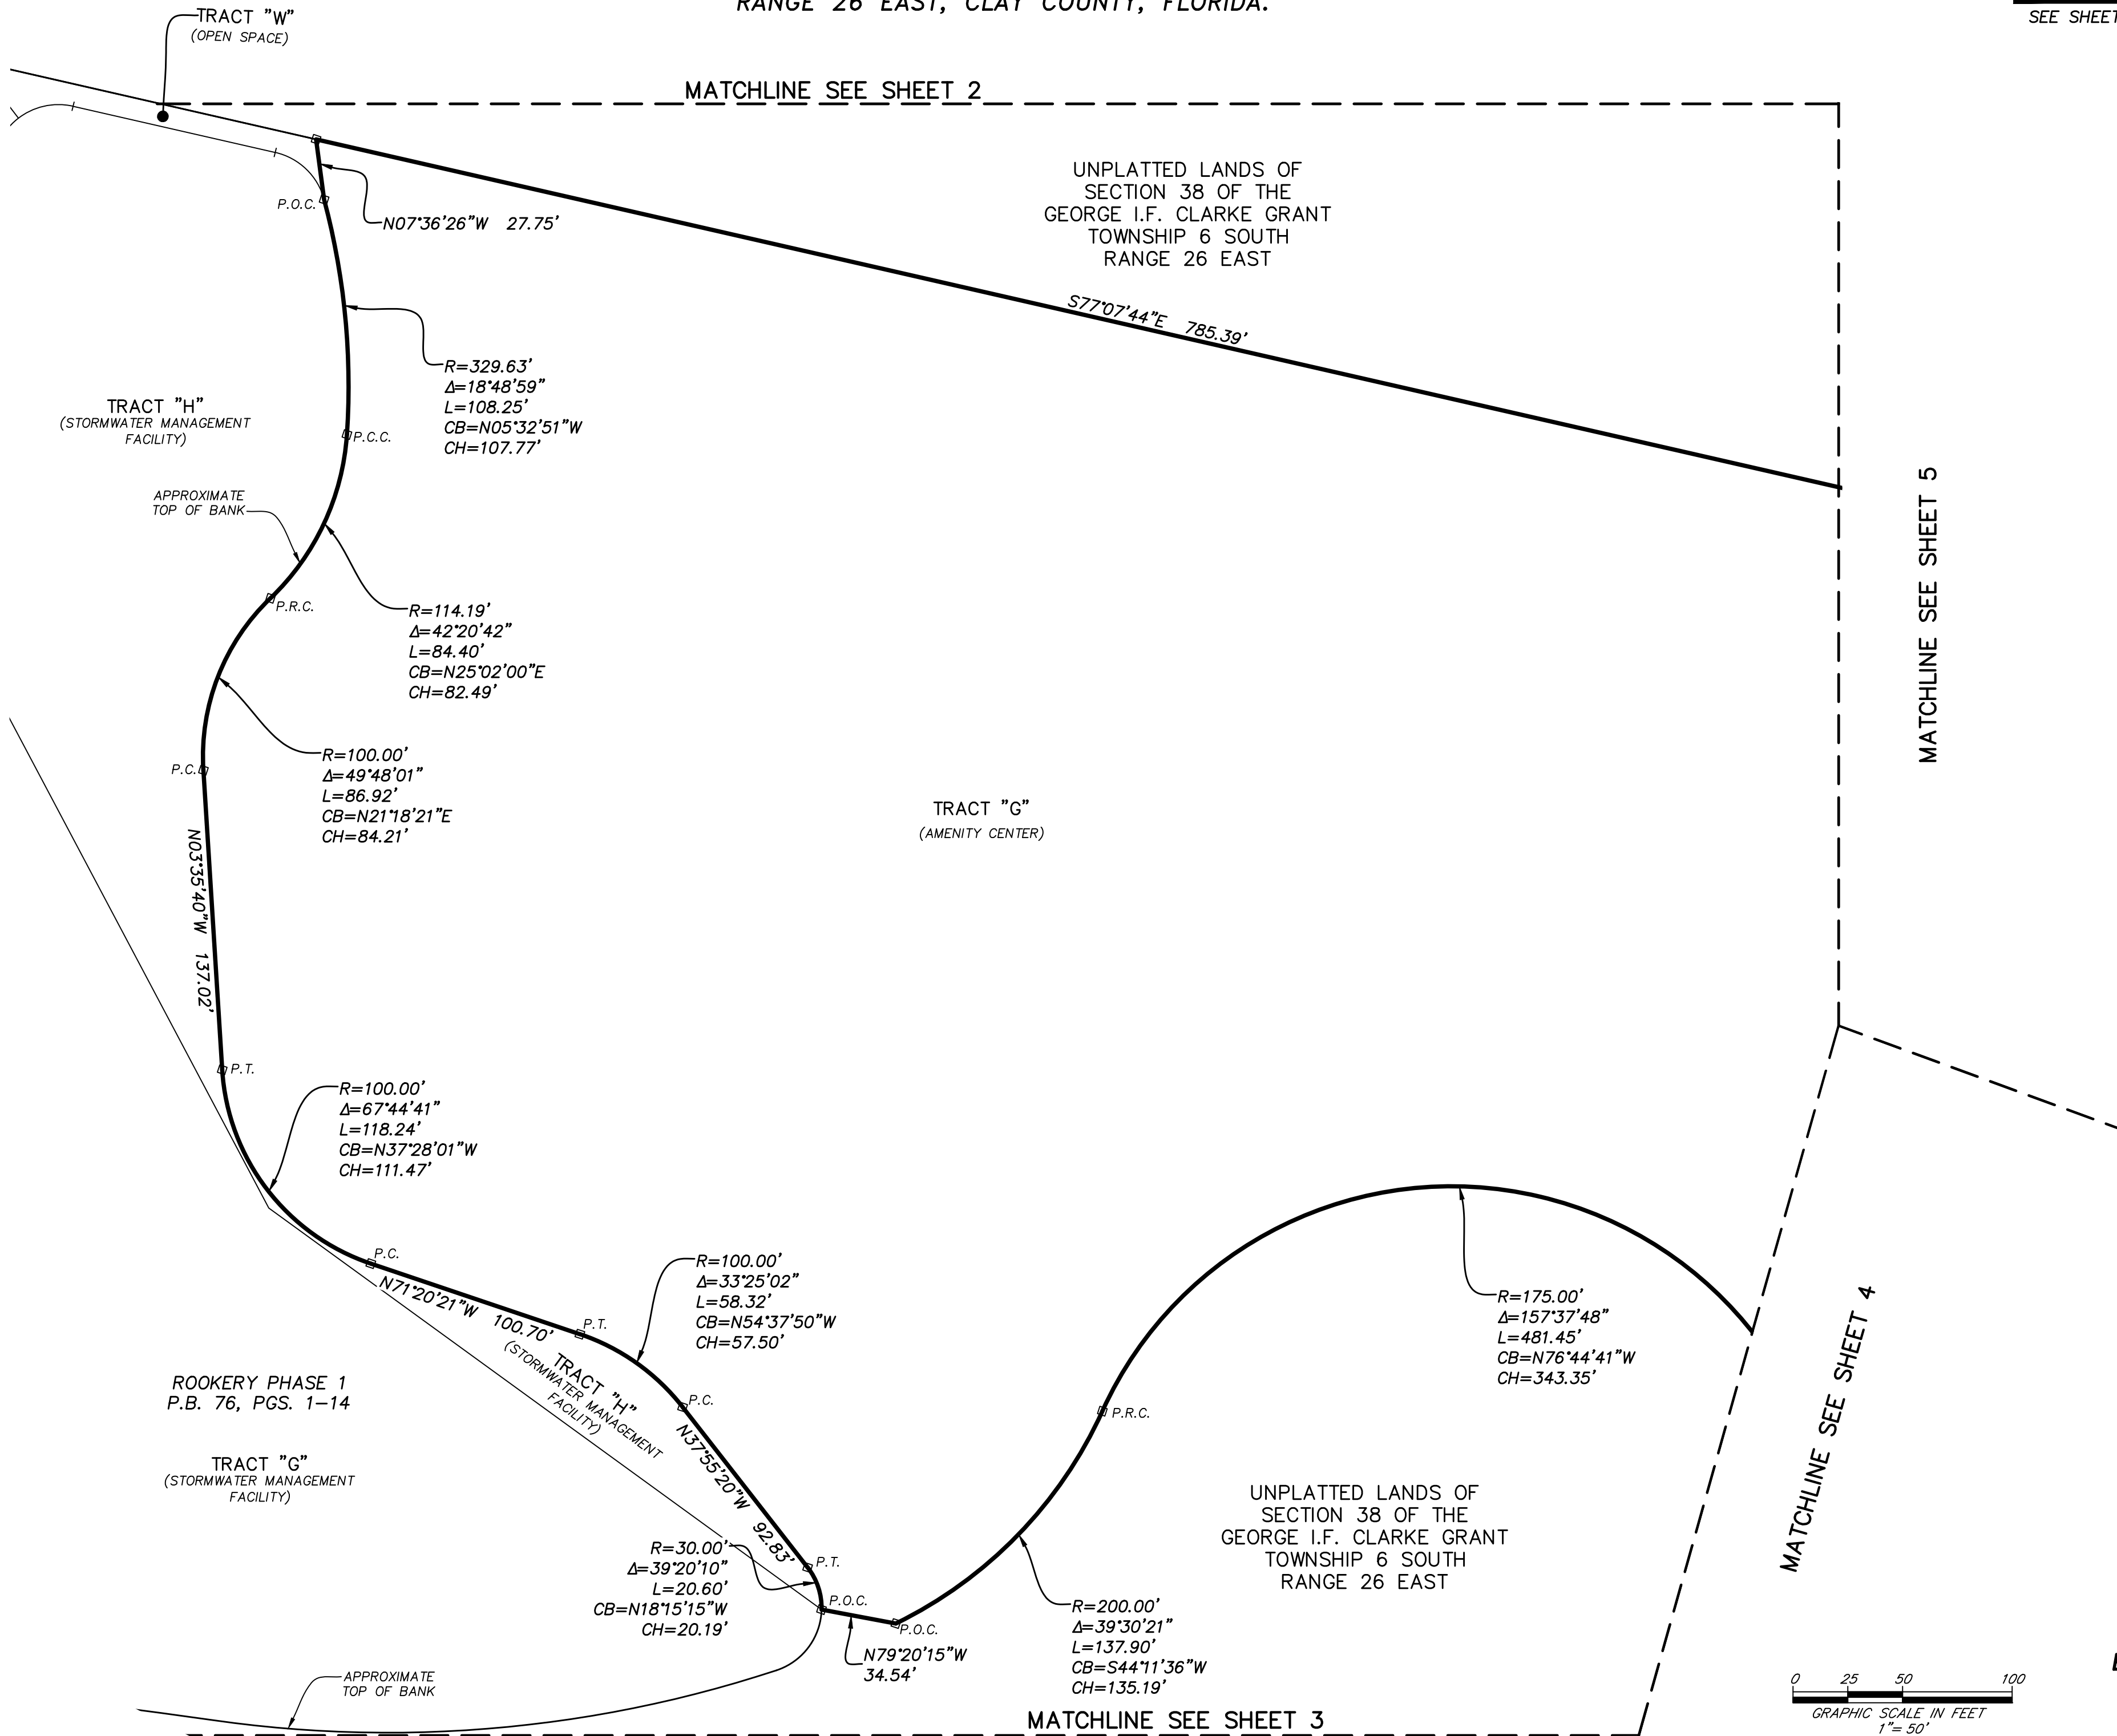 RANGE 26 EAST, CLAY COUNTY, FLORIDA.
SEE SHEET
TRACT "W"
(OPEN SPACE)
MATCHLINE SEE SHEET 2
UNPLATTED LANDS OF
SECTION 38 OF THE
GEORGE I.F. CLARKE GRANT
TOWNSHIP 6 SOUTH
RANGE 26 EAST
P.O.C.
N07°36'26"W 27.75'
S77°07'44"E 785.39'
R=329.63'
Δ=18°48'59"
L=108.25'
CB=N05°32'51"W
CH=107.77'
TRACT "H"
(STORMWATER MANAGEMENT
FACILITY)
P.C.C.
APPROXIMATE
TOP OF BANK
MATCHLINE SEE SHEET 5
P.R.C.
R=114.19'
Δ=42°20'42"
L=84.40'
CB=N25°02'00"E
CH=82.49'
R=100.00'
Δ=49°48'01"
L=86.92'
CB=N21°18'21"E
CH=84.21'
P.C.
TRACT "G"
(AMENITY CENTER)
N03°35'40"W 137.02'
P.T.
R=100.00'
Δ=67°44'41"
L=118.24'
CB=N37°28'01"W
CH=111.47'
P.C.
N71°20'21"W 100.70'
P.T.
R=100.00'
Δ=33°25'02"
L=58.32'
CB=N54°37'50"W
CH=57.50'
R=175.00'
Δ=157°37'48"
L=481.45'
CB=N76°44'41"W
CH=343.35'
MATCHLINE SEE SHEET 4
TRACT "H"
(STORMWATER MANAGEMENT
FACILITY)
P.C.
P.R.C.
ROOKERY PHASE 1
P.B. 76, PGS. 1-14
N37°55'20"W 92.83'
TRACT "G"
(STORMWATER MANAGEMENT
FACILITY)
UNPLATTED LANDS OF
SECTION 38 OF THE
GEORGE I.F. CLARKE GRANT
TOWNSHIP 6 SOUTH
RANGE 26 EAST
R=30.00'
Δ=39°20'10"
L=20.60'
CB=N18°15'15"W
CH=20.19'
P.T.
P.O.C.
P.O.C.
N79°20'15"W
34.54'
R=200.00'
Δ=39°30'21"
L=137.90'
CB=S44°11'36"W
CH=135.19'
APPROXIMATE
TOP OF BANK
MATCHLINE SEE SHEET 3
0 25 50 100
GRAPHIC SCALE IN FEET
1"= 50'